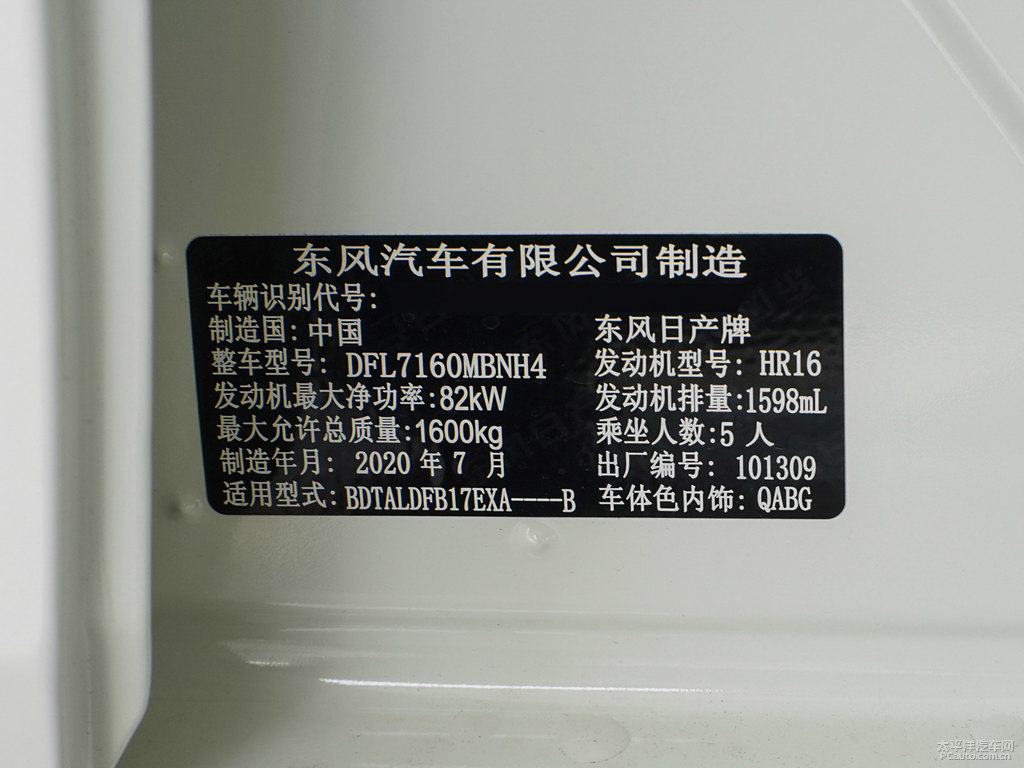 东风汽车有限公司制造
车辆识别代号:
制造国: 中国 东风日产牌
整车型号: DFL7160MBNH4 发动机型号: HR16
发动机最大净功率:82kW 发动机排量:1598mL
最大允许总质量:1600kg 乘坐人数:5 人
制造年月: 2020 年 7 月 出厂编号: 101309
适用型式: BDTALDFB17EXA----B 车体色内饰: QABG
太平洋汽车网
PCauto.com.cn